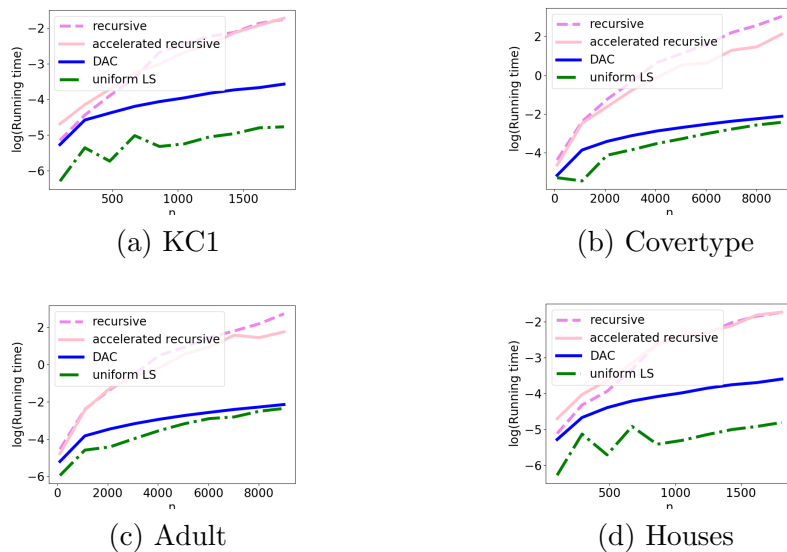 log(Running time)
recursive
accelerated recursive
DAC
uniform LS
−2
−3
−4
−5
−6
500
1000
1500
n
(a) KC1
log(Running time)
recursive
accelerated recursive
DAC
uniform LS
2
0
−2
−4
0
2000
4000
6000
8000
n
(b) Covertype
log(Running time)
recursive
accelerated recursive
DAC
uniform LS
2
0
−2
−4
−6
0
2000
4000
6000
8000
n
(c) Adult
log(Running time)
recursive
accelerated recursive
DAC
uniform LS
−2
−3
−4
−5
−6
500
1000
1500
n
(d) Houses